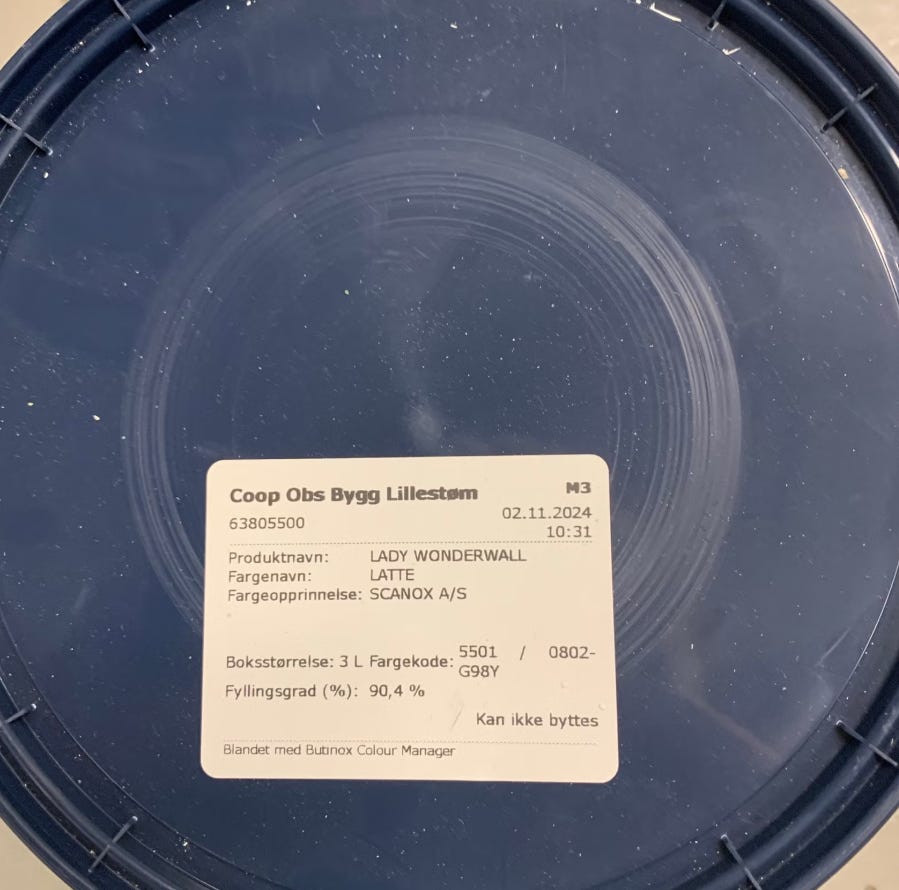 Coop Obs Bygg Lillestøm M3
63805500 02.11.2024
10:31
Produktnavn: LADY WONDERWALL
Fargenavn: LATTE
Fargeopprinnelse: SCANOX A/S
Boksstørrelse: 3 L Fargekode: 5501 / 0802-
G98Y
Fyllingsgrad (%): 90,4 %
Kan ikke byttes
Blandet med Butinox Colour Manager